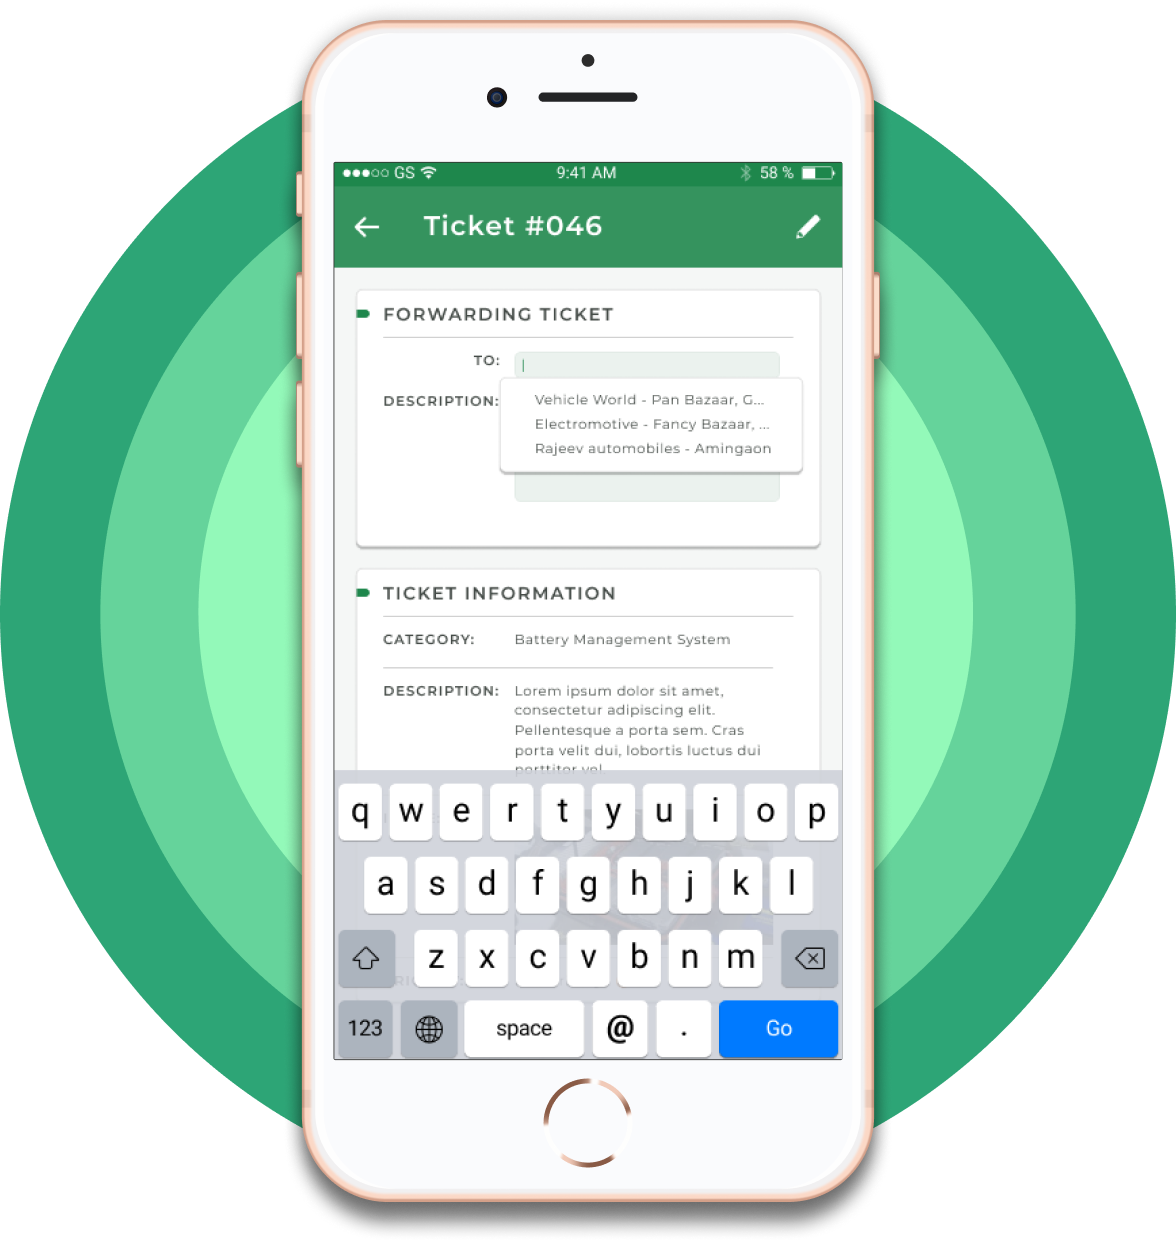 GS 9:41 AM 58 %
Ticket #046
FORWARDING TICKET
TO:
DESCRIPTION:
Vehicle World - Pan Bazaar, G...
Electromotive - Fancy Bazaar, ...
Rajeev automobiles - Amingaon
TICKET INFORMATION
CATEGORY: Battery Management System
DESCRIPTION: Lorem ipsum dolor sit amet,
consectetur adipiscing elit.
Pellentesque a porta sem. Cras
porta velit dui, lobortis luctus dui
porttitor vel
q w e r t y u i o p
a s d f g h j k l
z x c v b n m
123 space @ . Go